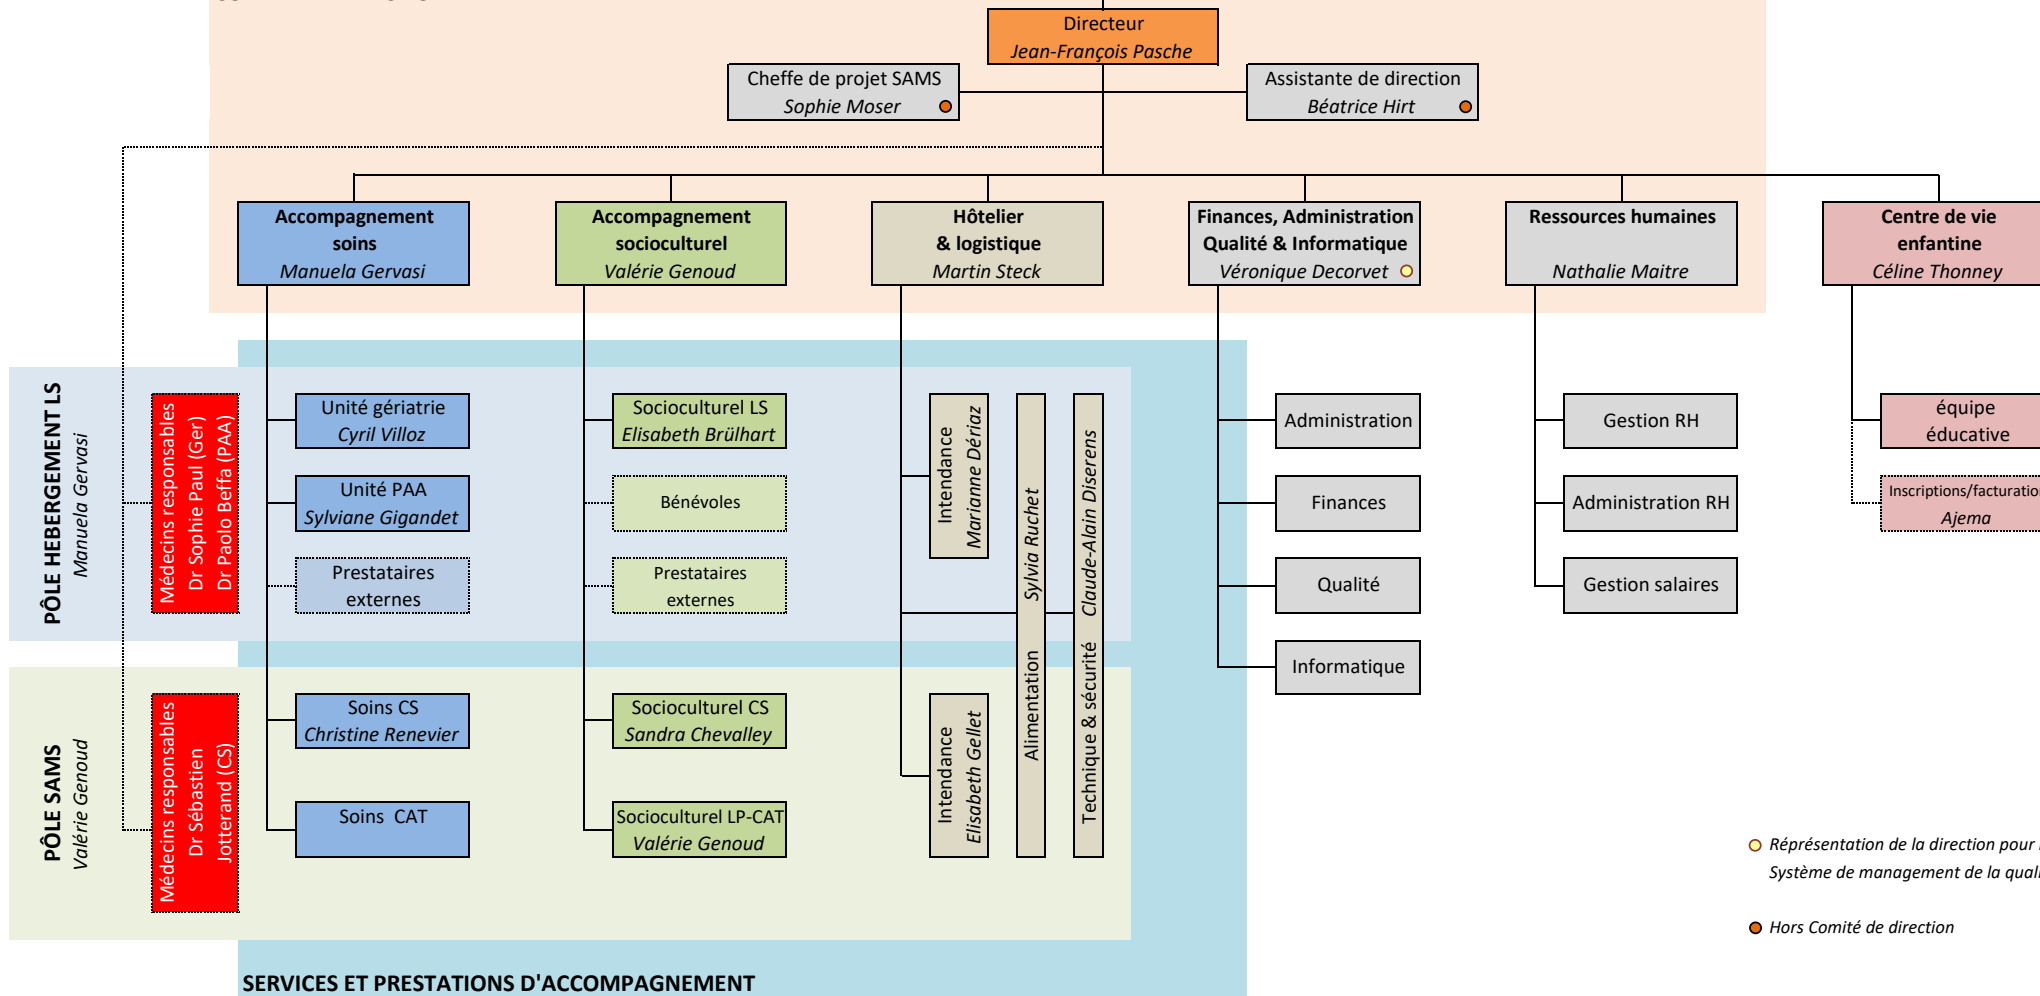 Directeur
Jean-François Pasche
Cheffe de projet SAMS
Sophie Moser
Assistante de direction
Béatrice Hirt
Accompagnement
soins
Manuela Gervasi
Accompagnement
socioculturel
Valérie Genoud
Hôtelier
& logistique
Martin Steck
Finances, Administration
Qualité & Informatique
Véronique Decorvet
Ressources humaines
Nathalie Maitre
Centre de vie
enfantine
Céline Thonney
PÔLE HEBERGEMENT LS
Manuela Gervasi
Médecins responsables
Dr Sophie Paul (Ger)
Dr Paolo Beffa (PAA)
Unité gériatrie
Cyril Villoz
Unité PAA
Sylviane Gigandet
Prestataires
externes
Socioculturel LS
Elisabeth Brülhart
Bénévoles
Prestataires
externes
Intendance
Marianne Dériaz
Alimentation Sylvia Ruchet
Technique & sécurité Claude-Alain Diserens
Administration
Finances
Qualité
Informatique
Gestion RH
Administration RH
Gestion salaires
équipe
éducative
Inscriptions/facturation
Ajema
PÔLE SAMS
Valérie Genoud
Médecins responsables
Dr Sébastien
Jotterand (CS)
Soins CS
Christine Renevier
Soins CAT
Socioculturel CS
Sandra Chevalley
Socioculturel LP-CAT
Valérie Genoud
Intendance
Elisabeth Gellet
Réprésentation de la direction pour
Système de management de la quali
Hors Comité de direction
SERVICES ET PRESTATIONS D'ACCOMPAGNEMENT